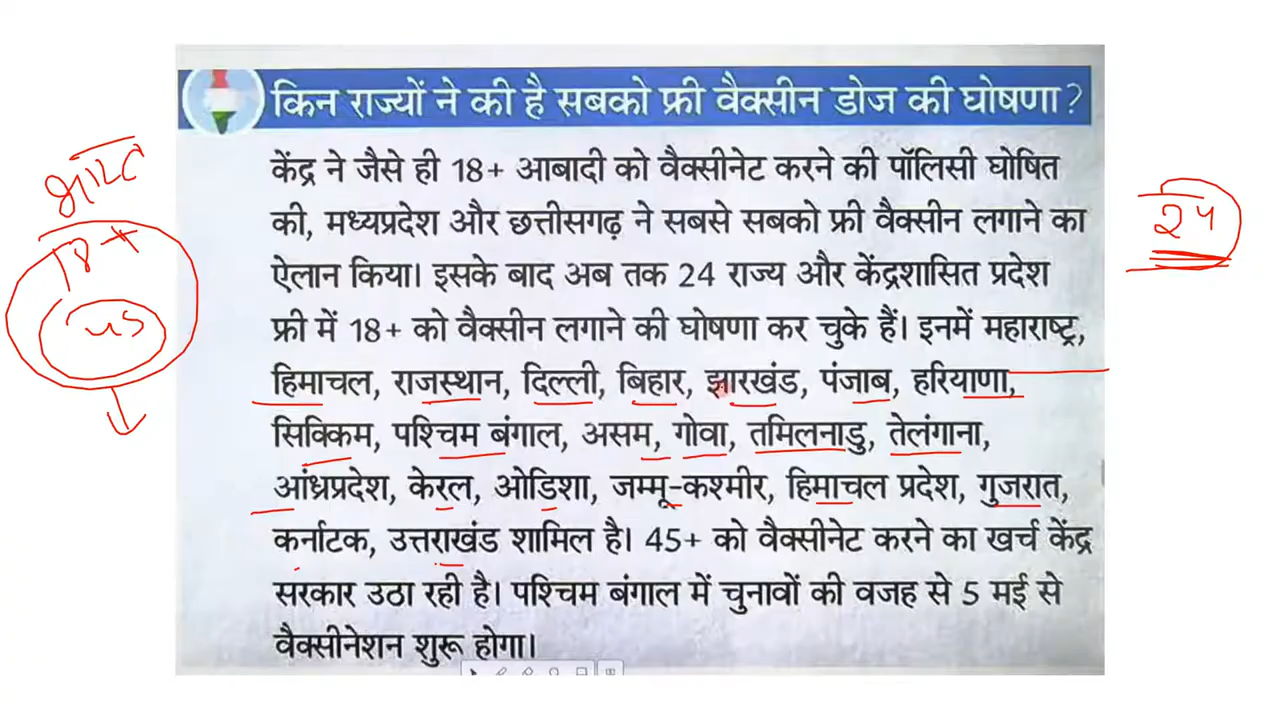 किन राज्यों ने की है सबको फ्री वैक्सीन डोज की घोषणा?
केंद्र ने जैसे ही 18+ आबादी को वैक्सीनेट करने की पॉलिसी घोषित
की, मध्यप्रदेश और छत्तीसगढ़ ने सबसे सबको फ्री वैक्सीन लगाने का
ऐलान किया। इसके बाद अब तक 24 राज्य और केंद्रशासित प्रदेश
फ्री में 18+ को वैक्सीन लगाने की घोषणा कर चुके हैं। इनमें महाराष्ट्र,
हिमाचल, राजस्थान, दिल्ली, बिहार, झारखंड, पंजाब, हरियाणा,
सिक्किम, पश्चिम बंगाल, असम, गोवा, तमिलनाडु, तेलंगाना,
आंध्रप्रदेश, केरल, ओडिशा, जम्मू-कश्मीर, हिमाचल प्रदेश, गुजरात,
कर्नाटक, उत्तराखंड शामिल है। 45+ को वैक्सीनेट करने का खर्च केंद्र
सरकार उठा रही है। पश्चिम बंगाल में चुनावों की वजह से 5 मई से
वैक्सीनेशन शुरू होगा।
भारत
18+
45
24